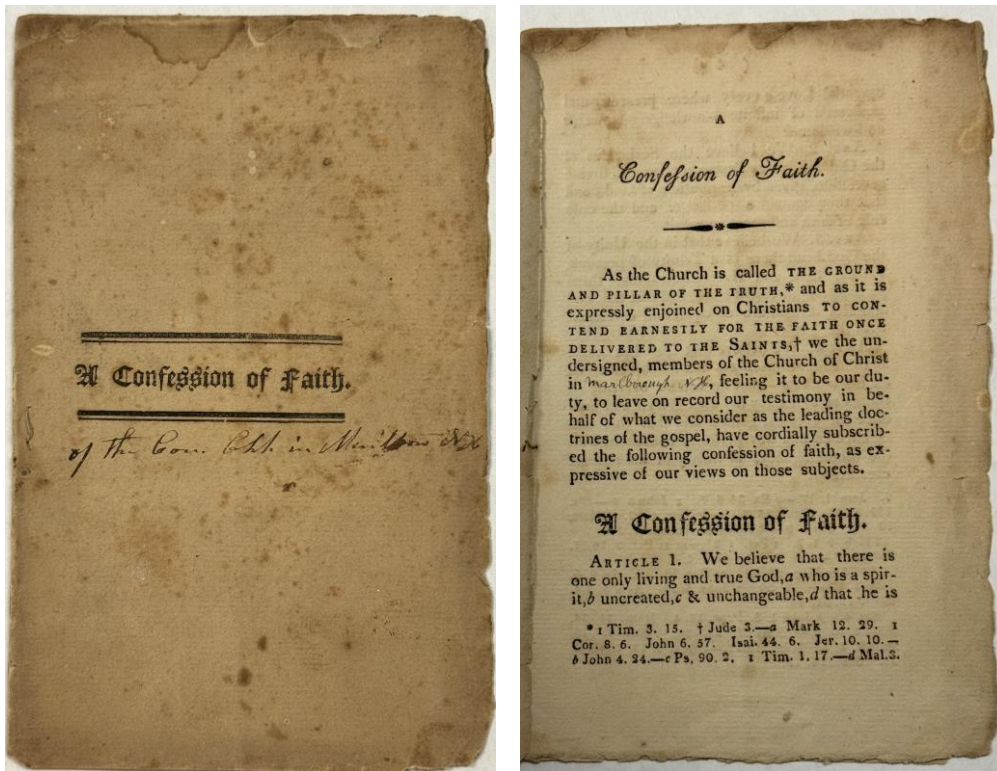 A Confession of Faith.
of the Con. Chh. in
A
Confeſsion of Faith.
As the Church is called THE GROUND
AND PILLAR OF THE TRUTH,* and as it is
expressly enjoined on Christians TO CON-
TEND EARNESTLY FOR THE FAITH ONCE
DELIVERED TO THE SAINTS,† we the un-
dersigned, members of the Church of Christ
in Marlborough N H, feeling it to be our du-
ty, to leave on record our testimony in be-
half of what we consider as the leading doc-
trines of the gospel, have cordially subscrib-
ed the following confession of faith, as ex-
pressive of our views on those subjects.
A Confession of Faith.
ARTICLE 1. We believe that there is
one only living and true God,a who is a spir-
it,b uncreated,c & unchangeable,d that he is
* 1 Tim. 3. 15. † Jude 3.—a Mark 12. 29. 1
Cor. 8. 6. John 6. 57. Isai. 44. 6. Jer. 10. 10.—
b John 4. 24.—c Ps. 90. 2. 1 Tim. 1. 17.—d Mal.3.